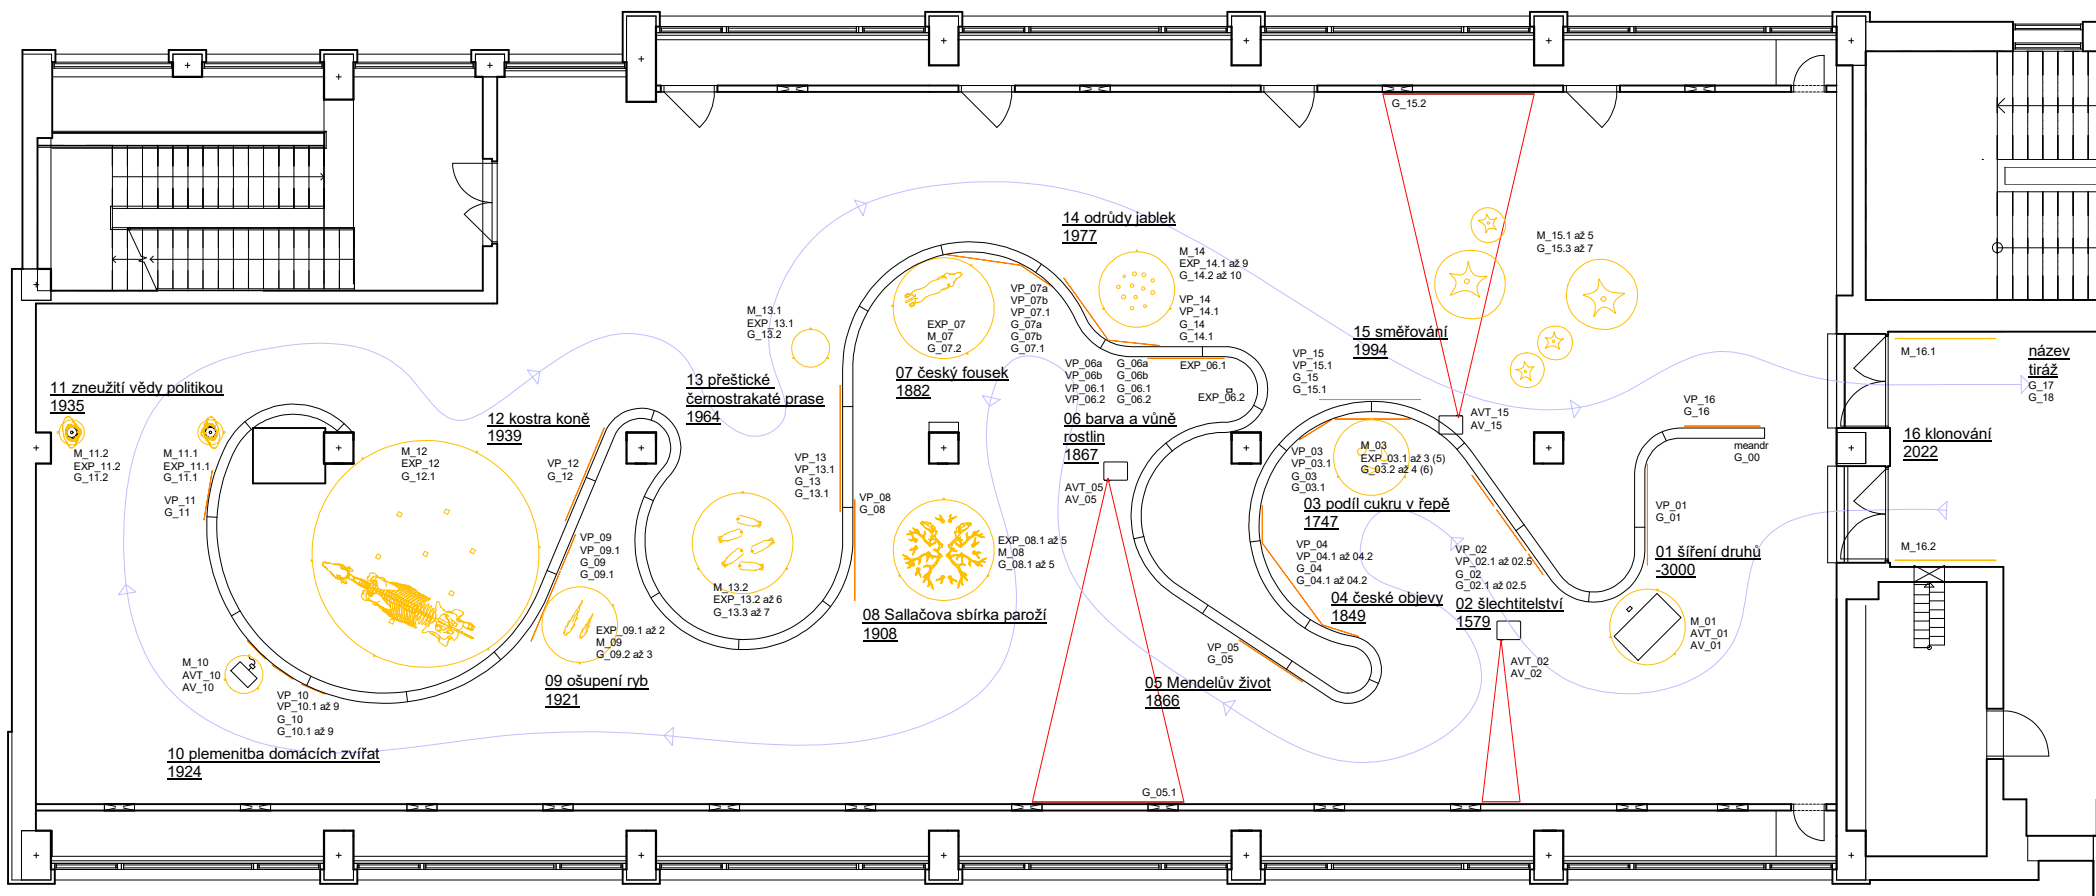 G_15.2
14 odrůdy jablek
1977
M_14
EXP_14.1 až 9
G_14.2 až 10
VP_14
VP_14.1
G_14
G_14.1
M_15.1 až 5
G_15.3 až 7
15 směřování
1994
VP_15
VP_15.1
G_15
G_15.1
AVT_15
AV_15
M_16.1
název
tiráž
G_17
G_18
16 klonování
2022
M_16.2
VP_16
G_16
meandr
G_00
VP_01
G_01
01 šíření druhů
-3000
M_01
AVT_01
AV_01
VP_02
VP_02.1 až 02.5
G_02
G_02.1 až 02.5
02 šlechtitelství
1579
AVT_02
AV_02
M_03
EXP_03.1 až 3 (5)
G_03.2 až 4 (6)
VP_03
VP_03.1
G_03
G_03.1
03 podíl cukru v řepě
1747
VP_04
VP_04.1 až 04.2
G_04
G_04.1 až 04.2
04 české objevy
1849
VP_05
G_05
05 Mendelův život
1866
AVT_05
AV_05
G_05.1
EXP_06.1
EXP_06.2
VP_06a
VP_06b
VP_06.1
VP_06.2
G_06a
G_06b
G_06.1
G_06.2
06 barva a vůně
rostlin
1867
VP_07a
VP_07b
VP_07.1
G_07a
G_07b
G_07.1
EXP_07
M_07
G_07.2
07 český fousek
1882
VP_08
G_08
EXP_08.1 až 5
M_08
G_08.1 až 5
08 Sallačova sbírka paroží
1908
M_13.1
EXP_13.1
G_13.2
13 přeštické
černostrakaté prase
1964
VP_13
VP_13.1
G_13
G_13.1
M_13.2
EXP_13.2 až 6
G_13.3 až 7
12 kostra koně
1939
VP_12
G_12
M_12
EXP_12
G_12.1
VP_09
VP_09.1
G_09
G_09.1
EXP_09.1 až 2
M_09
G_09.2 až 3
09 ošupení ryb
1921
11 zneužití vědy politikou
1935
M_11.2
EXP_11.2
G_11.2
M_11.1
EXP_11.1
G_11.1
VP_11
G_11
M_10
AVT_10
AV_10
VP_10
VP_10.1 až 9
G_10
G_10.1 až 9
10 plemenitba domácích zvířat
1924